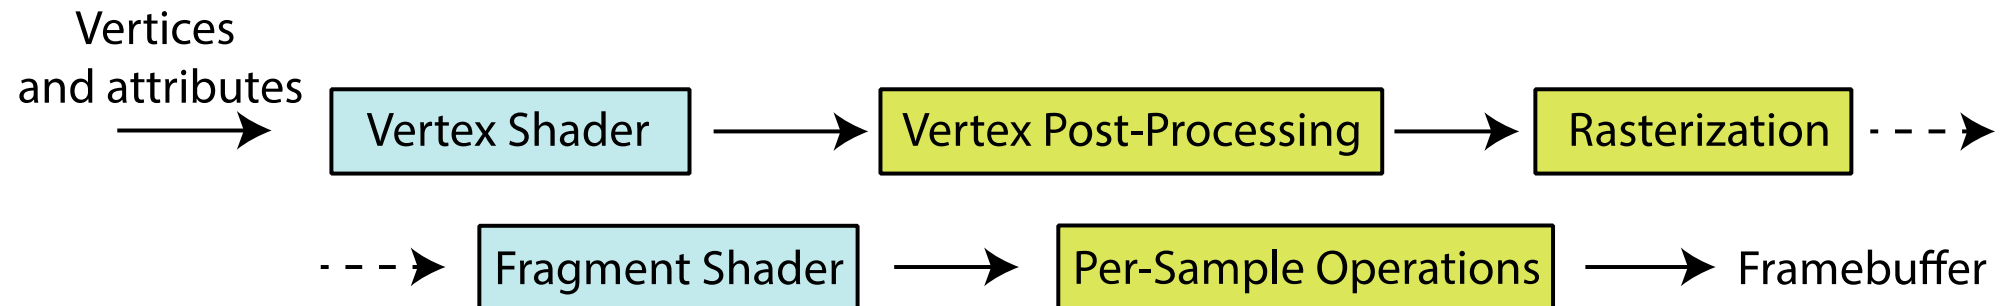 Vertices
and attributes
Vertex Shader
Vertex Post-Processing
Rasterization
Fragment Shader
Per-Sample Operations
Framebuffer